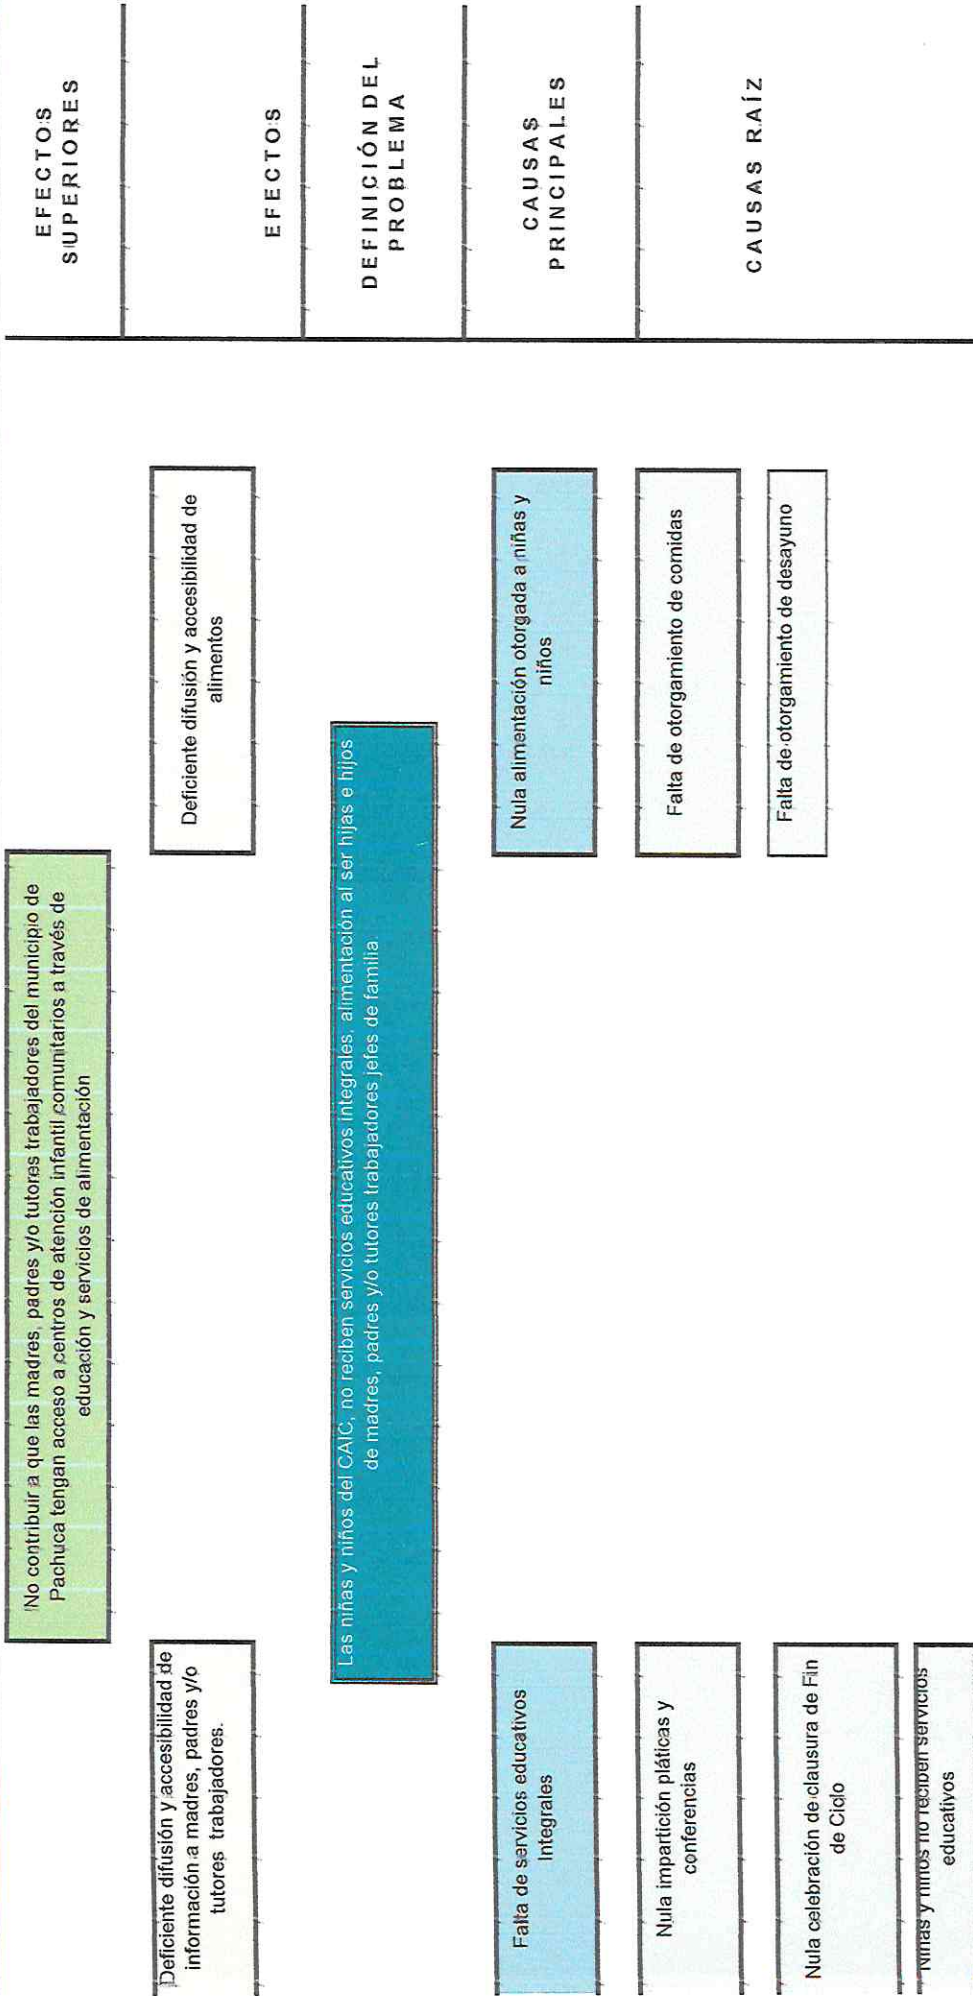 EFECTOS
SUPERIORES
No contribuir a que las madres, padres y/o tutores trabajadores del municipio de
Pachuca tengan acceso a centros de atención infantil comunitarios a través de
educación y servicios de alimentación
EFECTOS
Deficiente difusión y accesibilidad de
información a madres, padres y/o
tutores trabajadores.
Deficiente difusión y accesibilidad de
alimentos
DEFINICIÓN DEL
PROBLEMA
Las niñas y niños del CAIC, no reciben servicios educativos integrales, alimentación al ser hijas e hijos
de madres, padres y/o tutores trabajadores jefes de familia.
CAUSAS
PRINCIPALES
Falta de servicios educativos
Integrales
Nula alimentación otorgada a niñas y
niños
CAUSAS RAÍZ
Nula impartición pláticas y
conferencias
Falta de otorgamiento de comidas
Nula celebración de clausura de Fin
de Ciclo
Falta de otorgamiento de desayuno
Niñas y niños no reciben servicios
educativos